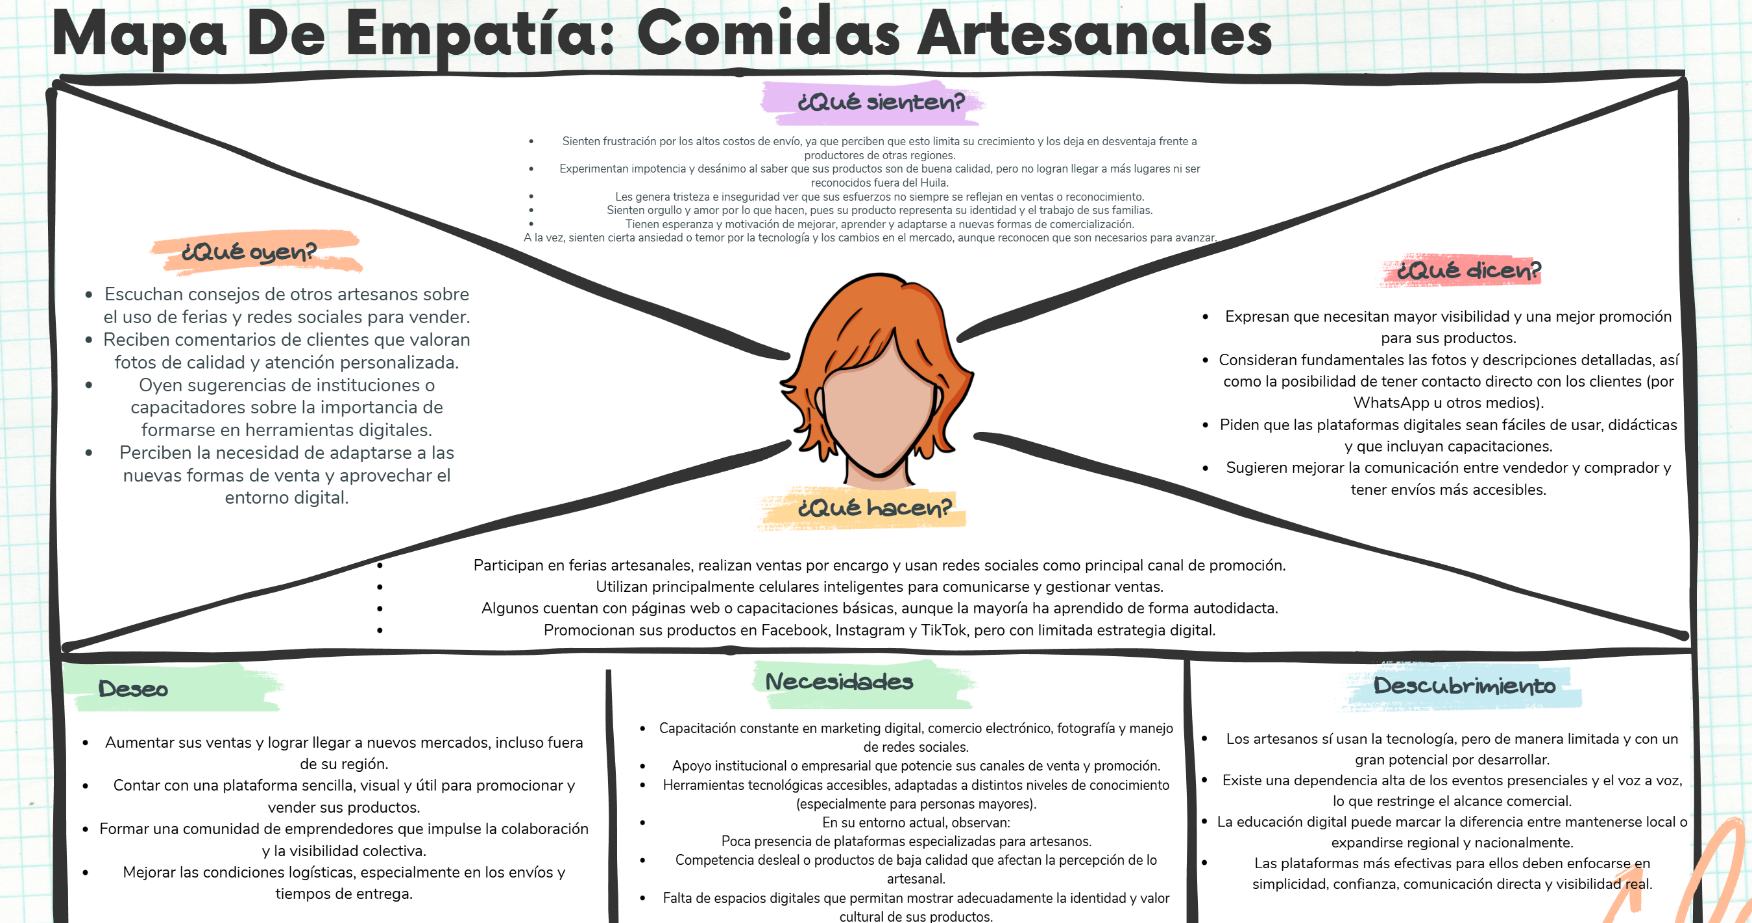 Mapa De Empatía: Comidas Artesanales
¿Qué sienten?
• Sienten frustración por los altos costos de envío, ya que perciben que esto limita su crecimiento y los deja en desventaja frente a
productores de otras regiones.
• Experimentan impotencia y desánimo al saber que sus productos son de buena calidad, pero no logran llegar a más lugares ni ser
reconocidos fuera del Huila.
• Les genera tristeza e inseguridad ver que sus esfuerzos no siempre se reflejan en ventas o reconocimiento.
• Sienten orgullo y amor por lo que hacen, pues su producto representa su identidad y el trabajo de sus familias.
• Tienen esperanza y motivación de mejorar, aprender y adaptarse a nuevas formas de comercialización.
A la vez, sienten cierta ansiedad o temor por la tecnología y los cambios en el mercado, aunque reconocen que son necesarios para avanzar.
¿Qué oyen?
• Escuchan consejos de otros artesanos sobre
el uso de ferias y redes sociales para vender.
• Reciben comentarios de clientes que valoran
fotos de calidad y atención personalizada.
• Oyen sugerencias de instituciones o
capacitadores sobre la importancia de
formarse en herramientas digitales.
• Perciben la necesidad de adaptarse a las
nuevas formas de venta y aprovechar el
entorno digital.
¿Qué dicen?
• Expresan que necesitan mayor visibilidad y una mejor promoción
para sus productos.
• Consideran fundamentales las fotos y descripciones detalladas, así
como la posibilidad de tener contacto directo con los clientes (por
WhatsApp u otros medios).
• Piden que las plataformas digitales sean fáciles de usar, didácticas
y que incluyan capacitaciones.
• Sugieren mejorar la comunicación entre vendedor y comprador y
tener envíos más accesibles.
¿Qué hacen?
• Participan en ferias artesanales, realizan ventas por encargo y usan redes sociales como principal canal de promoción.
• Utilizan principalmente celulares inteligentes para comunicarse y gestionar ventas.
• Algunos cuentan con páginas web o capacitaciones básicas, aunque la mayoría ha aprendido de forma autodidacta.
• Promocionan sus productos en Facebook, Instagram y TikTok, pero con limitada estrategia digital.
Deseo
• Aumentar sus ventas y lograr llegar a nuevos mercados, incluso fuera
de su región.
• Contar con una plataforma sencilla, visual y útil para promocionar y
vender sus productos.
• Formar una comunidad de emprendedores que impulse la colaboración
y la visibilidad colectiva.
• Mejorar las condiciones logísticas, especialmente en los envíos y
tiempos de entrega.
Necesidades
• Capacitación constante en marketing digital, comercio electrónico, fotografía y manejo
de redes sociales.
• Apoyo institucional o empresarial que potencie sus canales de venta y promoción.
• Herramientas tecnológicas accesibles, adaptadas a distintos niveles de conocimiento
(especialmente para personas mayores).
• En su entorno actual, observan:
Poca presencia de plataformas especializadas para artesanos.
• Competencia desleal o productos de baja calidad que afectan la percepción de lo
artesanal.
• Falta de espacios digitales que permitan mostrar adecuadamente la identidad y valor
cultural de sus productos.
Descubrimiento
• Los artesanos sí usan la tecnología, pero de manera limitada y con un
gran potencial por desarrollar.
• Existe una dependencia alta de los eventos presenciales y el voz a voz,
lo que restringe el alcance comercial.
• La educación digital puede marcar la diferencia entre mantenerse local o
expandirse regional y nacionalmente.
• Las plataformas más efectivas para ellos deben enfocarse en
simplicidad, confianza, comunicación directa y visibilidad real.